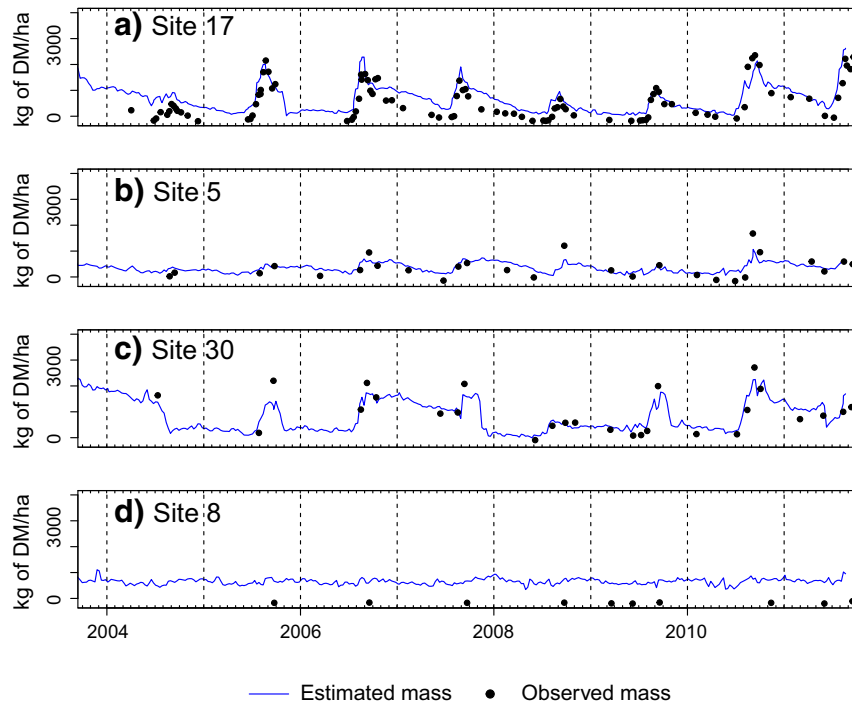 a) Site 17
kg of DM/ha
3000
0
b) Site 5
kg of DM/ha
3000
0
c) Site 30
kg of DM/ha
3000
0
d) Site 8
kg of DM/ha
3000
0
2004 2006 2008 2010
Estimated mass Observed mass